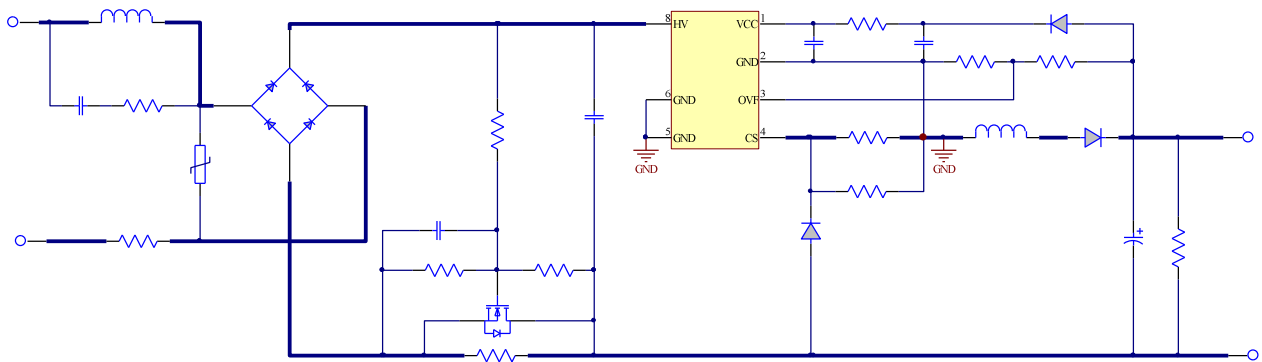 8 HV VCC 1
GND 2
6 GND OVP 3
5 GND CS 4
GND GND
+